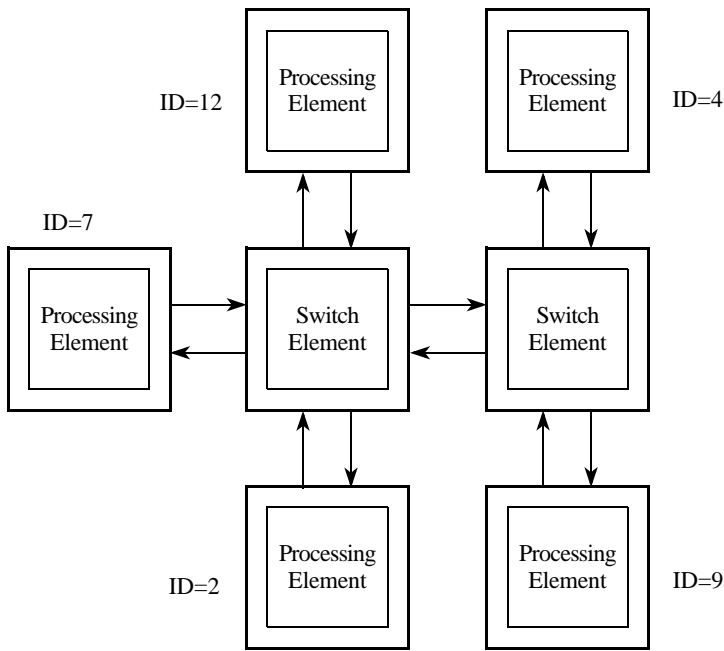 Processing
Element
ID=12
Processing
Element
ID=4
ID=7
Processing
Element
Switch
Element
Switch
Element
Processing
Element
ID=2
Processing
Element
ID=9